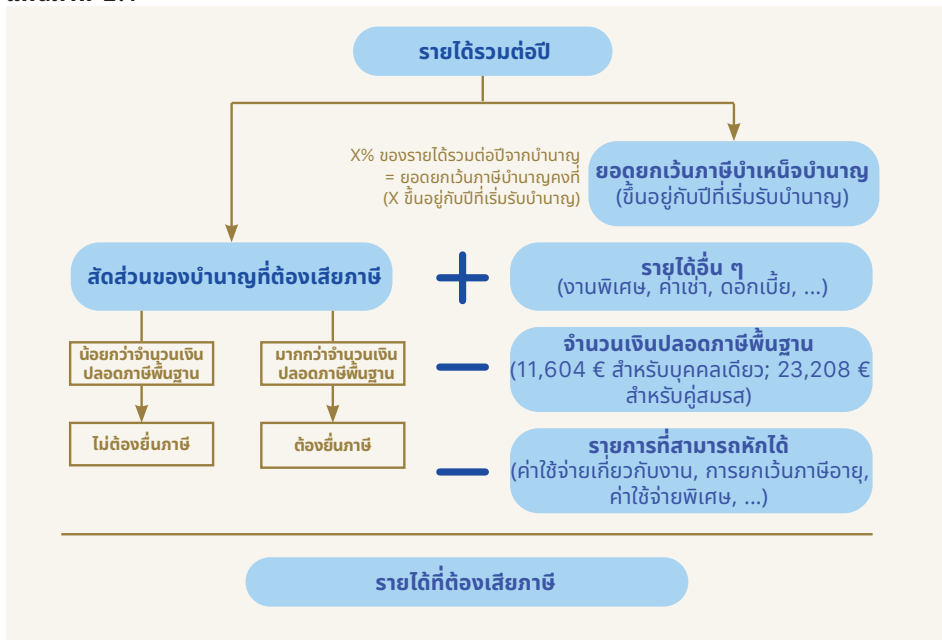 รายได้รวมต่อปี
X% ของรายได้รวมต่อปีจากบำนาญ
= ยอดยกเว้นภาษีบำนาญคงที่
(X ขึ้นอยู่กับปีที่เริ่มรับบำนาญ)
ยอดยกเว้นภาษีบำเหน็จบำนาญ
(ขึ้นอยู่กับปีที่เริ่มรับบำนาญ)
สัดส่วนของบำนาญที่ต้องเสียภาษี
+
รายได้อื่น ๆ
(งานพิเศษ, ค่าเช่า, ดอกเบี้ย, ...)
น้อยกว่าจำนวนเงิน
ปลอดภาษีพื้นฐาน
มากกว่าจำนวนเงิน
ปลอดภาษีพื้นฐาน
—
จำนวนเงินปลอดภาษีพื้นฐาน
(11,604 € สำหรับบุคคลเดียว; 23,208 €
สำหรับคู่สมรส)
ไม่ต้องยื่นภาษี
ต้องยื่นภาษี
—
รายการที่สามารถหักได้
(ค่าใช้จ่ายเกี่ยวกับงาน, การยกเว้นภาษีอายุ,
ค่าใช้จ่ายพิเศษ, ...)
รายได้ที่ต้องเสียภาษี